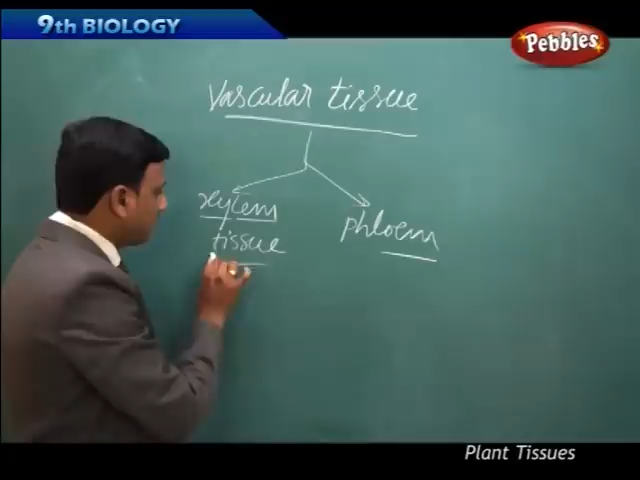 9th BIOLOGY
Pebbles
Vascular tissue
xylem
tissue
phloem
Plant Tissues